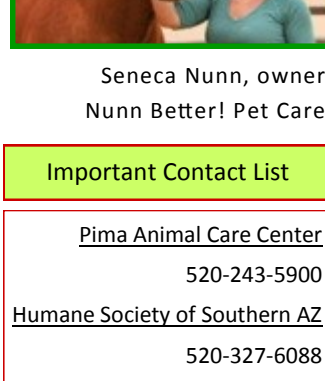 Seneca Nunn, owner
Nunn Better! Pet Care
Important Contact List
Pima Animal Care Center
520-243-5900
Humane Society of Southern AZ
520-327-6088